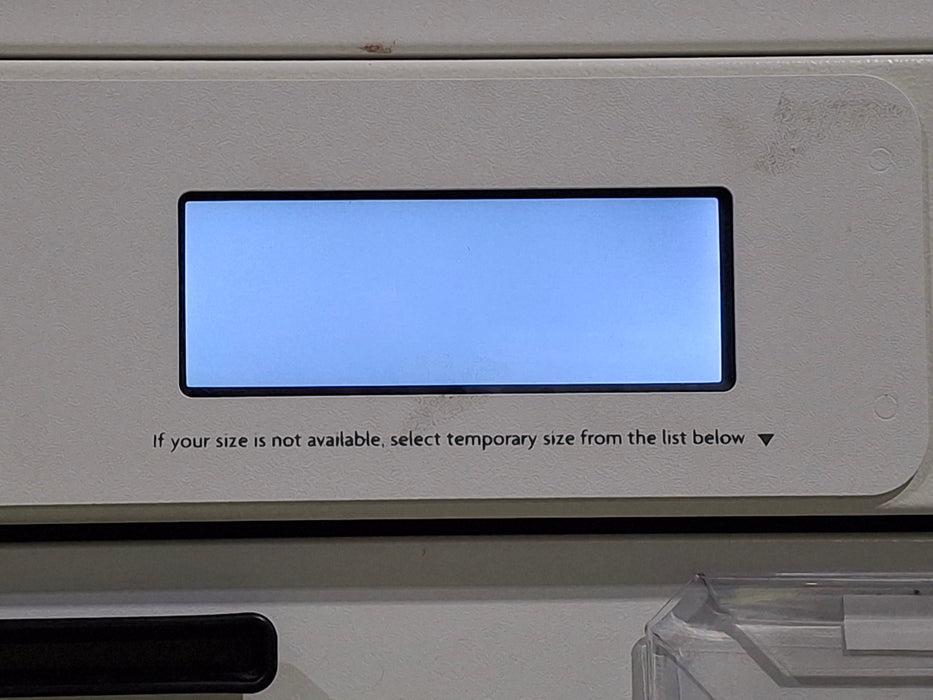 If your size is not available, select temporary size from the list below ▼